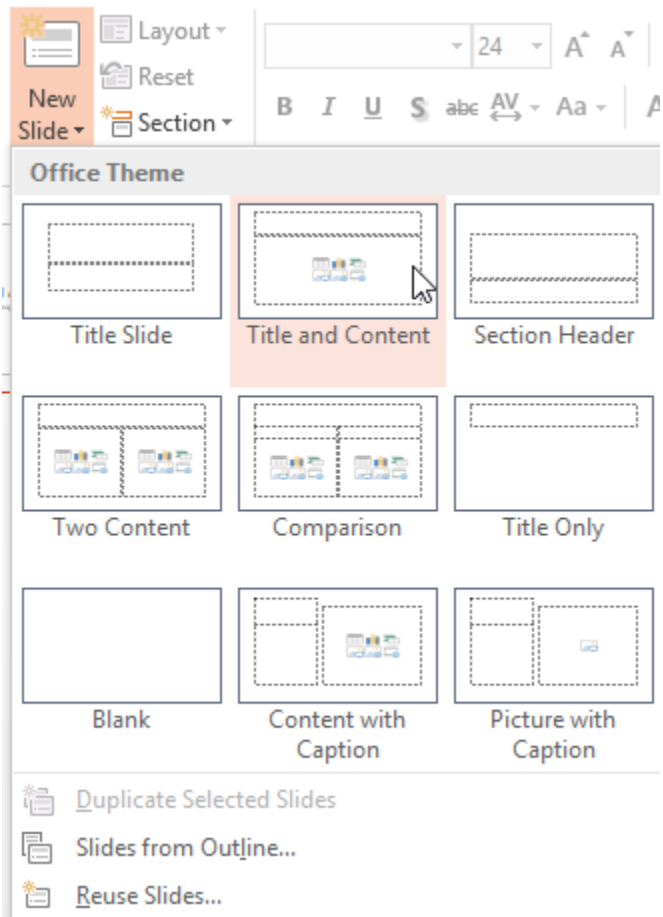 New
Slide
Layout
Reset
Section
24
A A
B I U S abc AV Aa A
Office Theme
Title Slide
Title and Content
Section Header
Two Content
Comparison
Title Only
Blank
Content with
Caption
Picture with
Caption
Duplicate Selected Slides
Slides from Outline...
Reuse Slides...